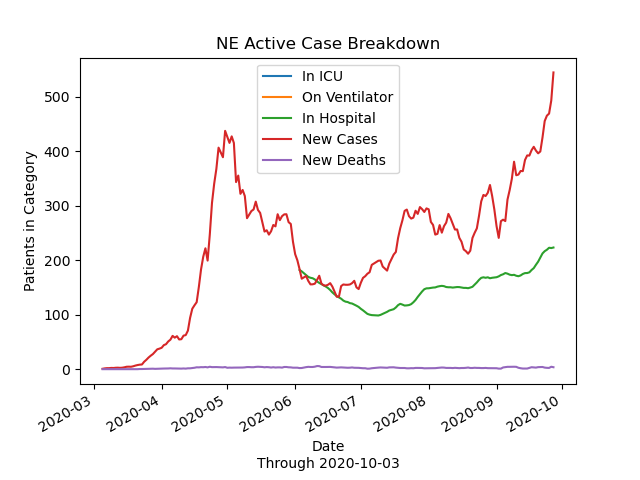 NE Active Case Breakdown
In ICU
On Ventilator
In Hospital
New Cases
New Deaths
Patients in Category
500
400
300
200
100
0
2020-03
2020-04
2020-05
2020-06
2020-07
2020-08
2020-09
2020-10
Date
Through 2020-10-03